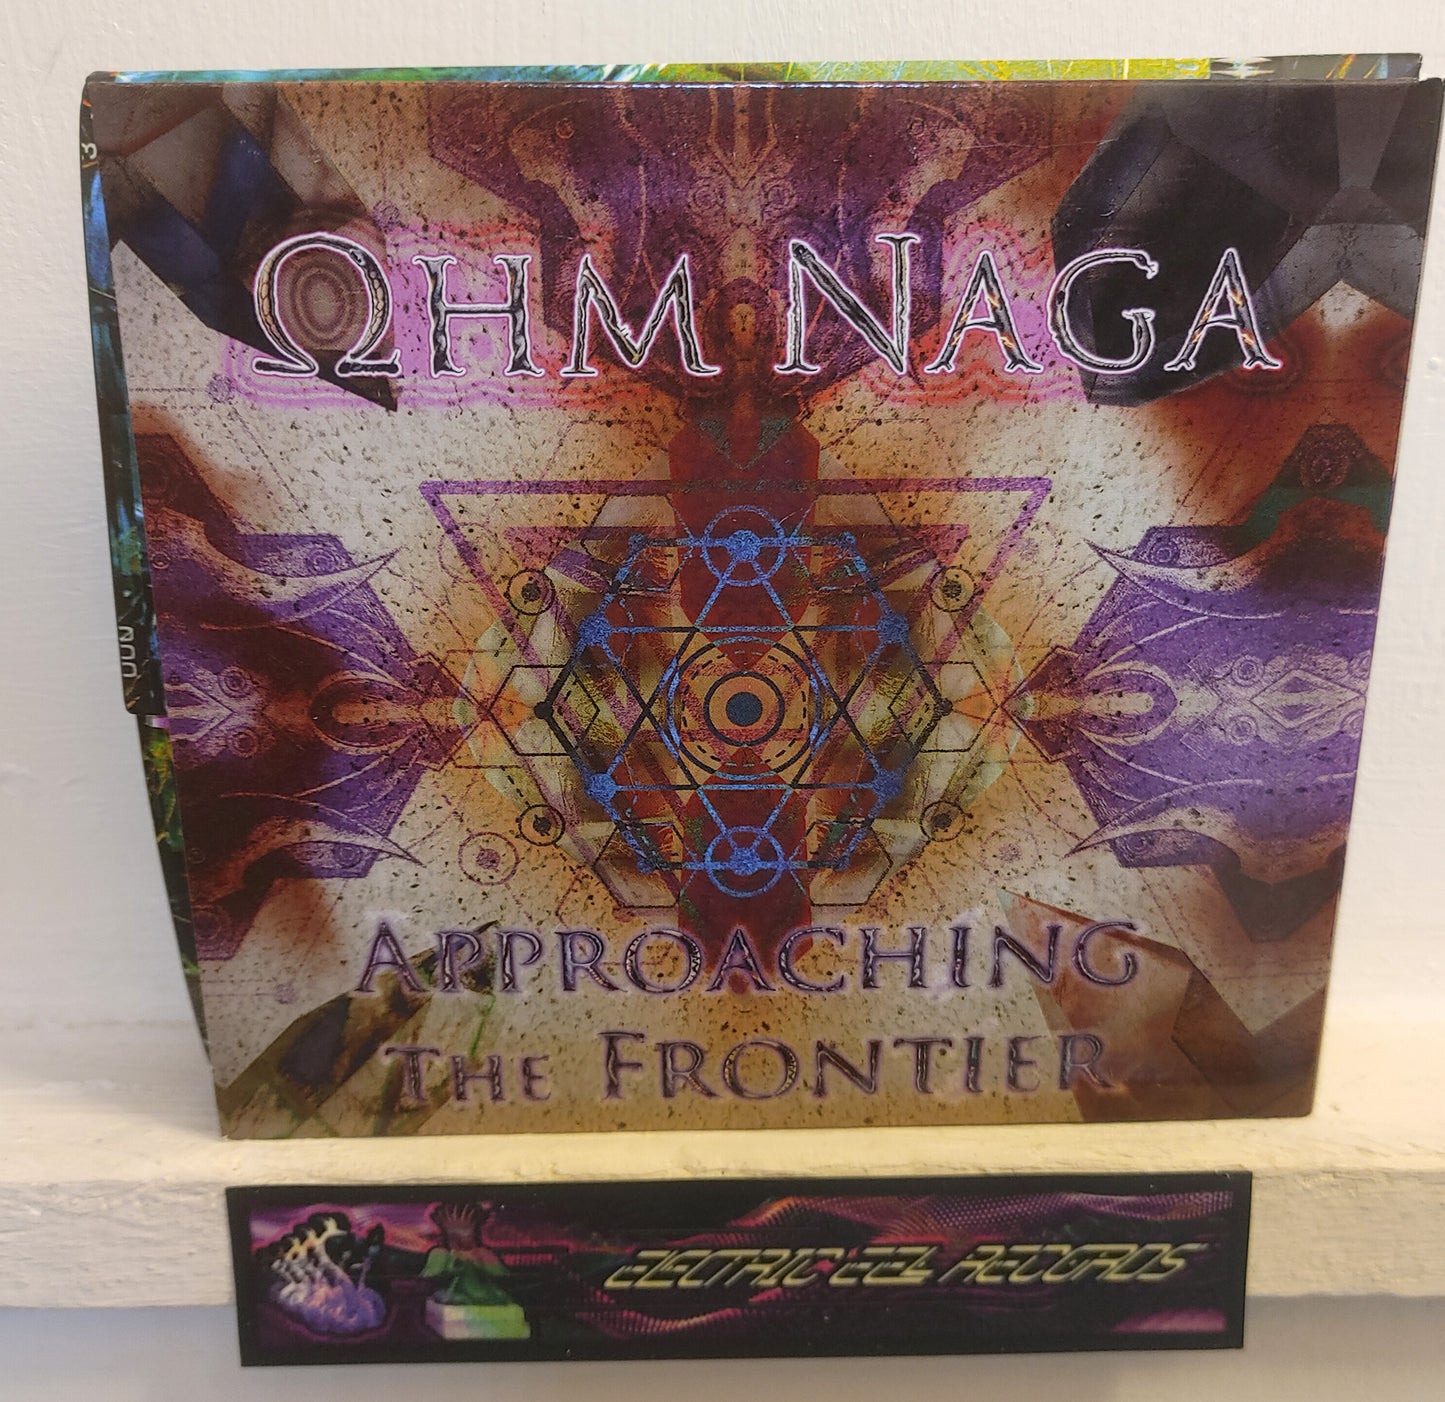 ΩHM NAGA
APPROACHING
THE FRONTIER
ELECTRIC EEL RECORDS